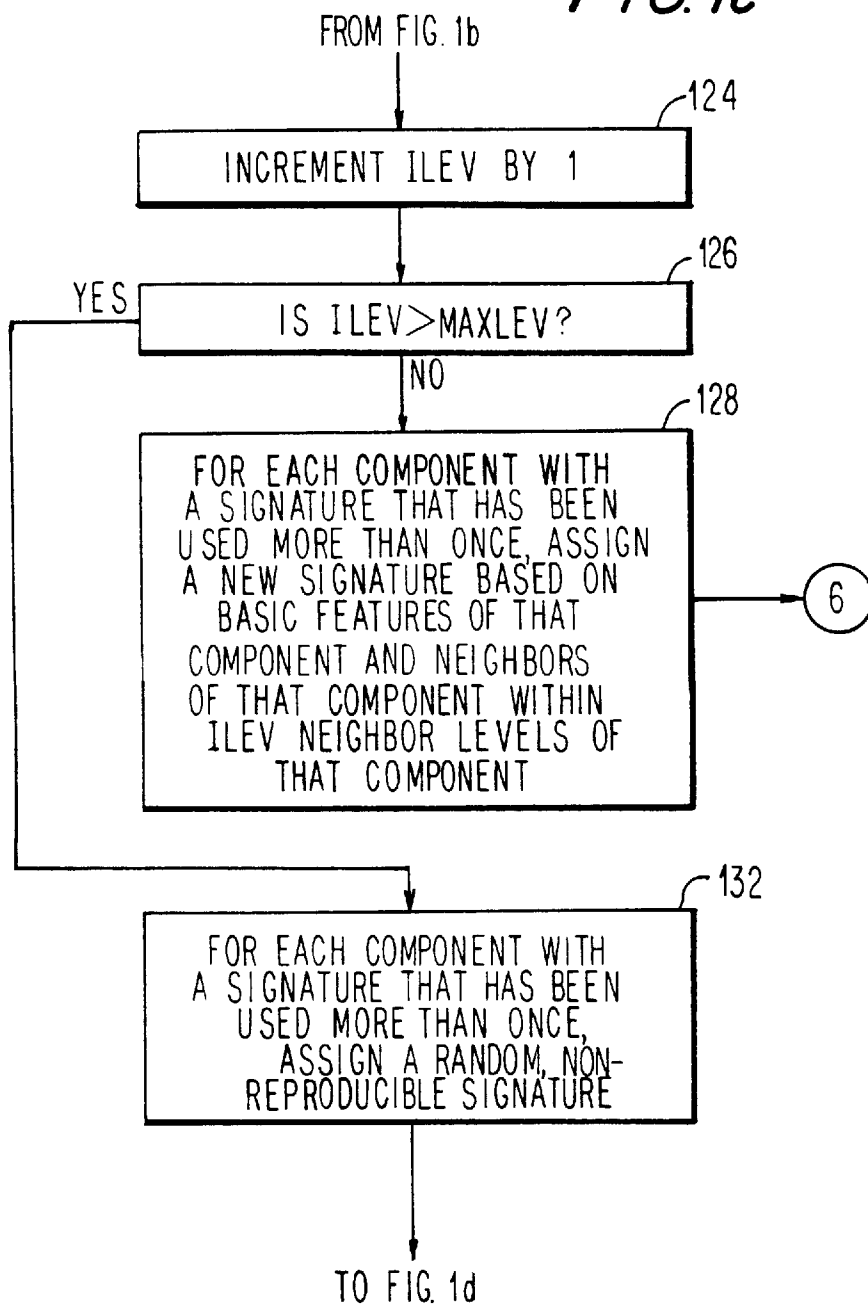 FROM FIG. 1b
124
INCREMENT ILEV BY 1
126
YES
IS ILEV>MAXLEV?
NO
128
FOR EACH COMPONENT WITH
A SIGNATURE THAT HAS BEEN
USED MORE THAN ONCE, ASSIGN
A NEW SIGNATURE BASED ON
BASIC FEATURES OF THAT
COMPONENT AND NEIGHBORS
OF THAT COMPONENT WITHIN
ILEV NEIGHBOR LEVELS OF
THAT COMPONENT
6
132
FOR EACH COMPONENT WITH
A SIGNATURE THAT HAS BEEN
USED MORE THAN ONCE,
ASSIGN A RANDOM, NON-
REPRODUCIBLE SIGNATURE
TO FIG. 1d